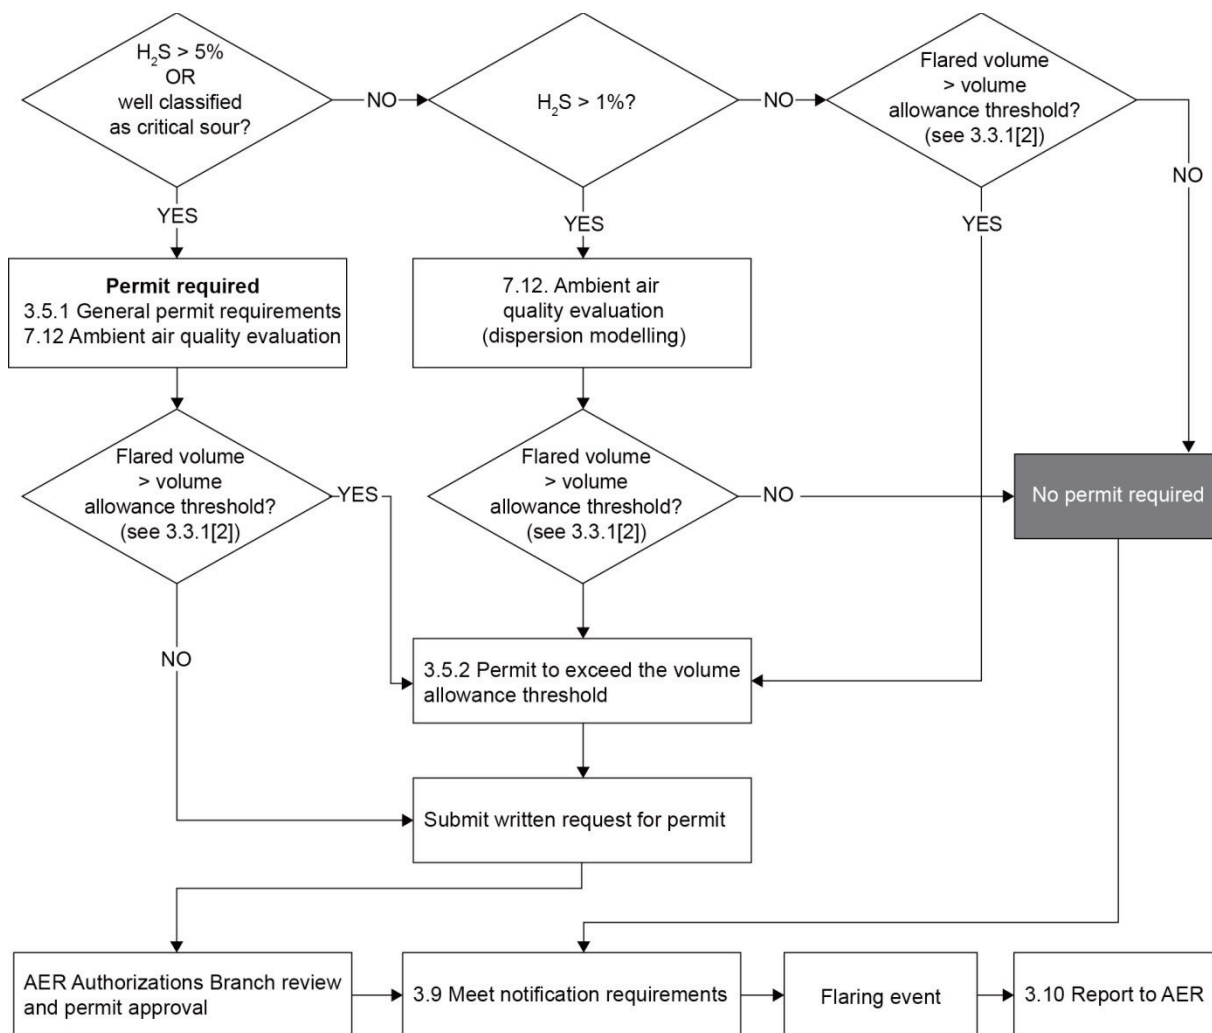 H₂S > 5%
OR
well classified
as critical sour?
NO
H₂S > 1%?
NO
Flared volume
> volume
allowance threshold?
(see 3.3.1[2])
NO
YES
YES
YES
Permit required
3.5.1 General permit requirements
7.12 Ambient air quality evaluation
7.12. Ambient air
quality evaluation
(dispersion modelling)
Flared volume
> volume
allowance threshold?
(see 3.3.1[2])
YES
Flared volume
> volume
allowance threshold?
(see 3.3.1[2])
NO
No permit required
NO
3.5.2 Permit to exceed the volume
allowance threshold
Submit written request for permit
AER Authorizations Branch review
and permit approval
3.9 Meet notification requirements
Flaring event
3.10 Report to AER